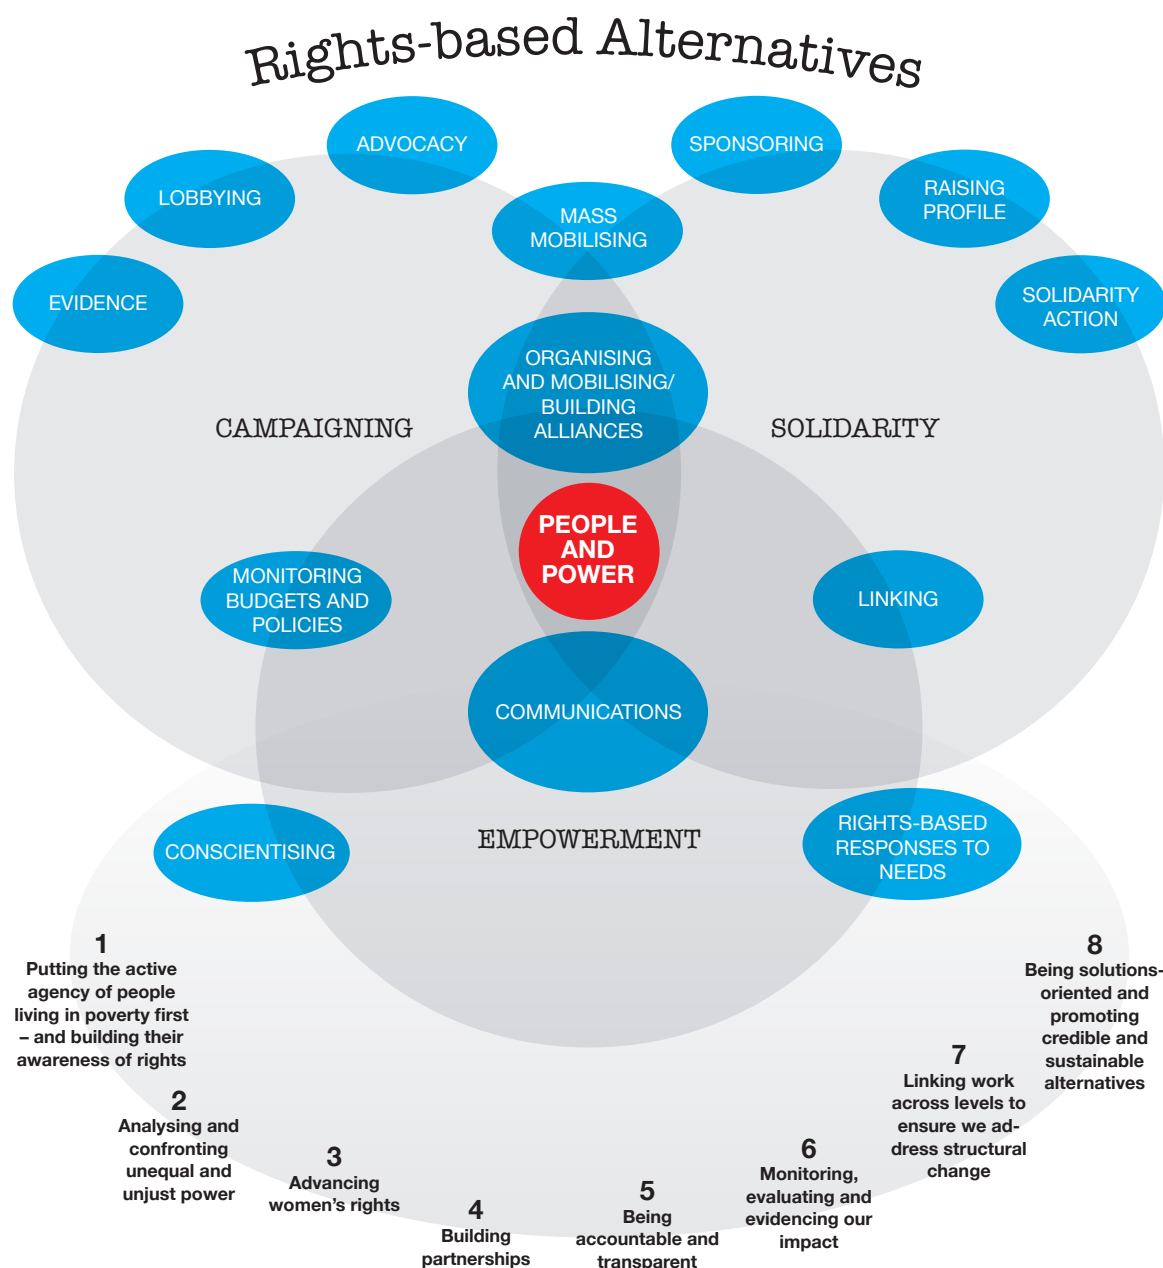 Rights-based Alternatives
ADVOCACY
SPONSORING
LOBBYING
RAISING
PROFILE
MASS
MOBILISING
EVIDENCE
SOLIDARITY
ACTION
ORGANISING
AND MOBILISING/
BUILDING
ALLIANCES
CAMPAIGNING
SOLIDARITY
PEOPLE
AND
POWER
MONITORING
BUDGETS AND
POLICIES
LINKING
COMMUNICATIONS
CONSCIENTISING
EMPOWERMENT
RIGHTS-BASED
RESPONSES TO
NEEDS
1
Putting the active
agency of people
living in poverty first
– and building their
awareness of rights
2
Analysing and
confronting
unequal and
unjust power
3
Advancing
women’s rights
4
Building
partnerships
5
Being
accountable and
transparent
6
Monitoring,
evaluating and
evidencing our
impact
7
Linking work
across levels to
ensure we ad-
dress structural
change
8
Being solutions-
oriented and
promoting
credible and
sustainable
alternatives